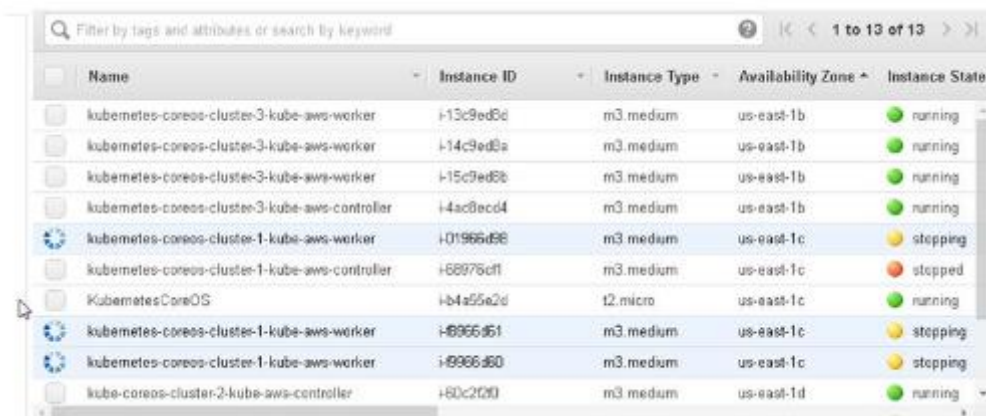 Filter by tags and attributes or search by keyword 1 to 13 of 13
Name Instance ID Instance Type Availability Zone Instance State
kubernetes-coreos-cluster-3-kube-aws-worker i-13c9ed8d m3.medium us-east-1b running
kubernetes-coreos-cluster-3-kube-aws-worker i-14c9ed8a m3.medium us-east-1b running
kubernetes-coreos-cluster-3-kube-aws-worker i-15c9ed8b m3.medium us-east-1b running
kubernetes-coreos-cluster-3-kube-aws-controller i-4ac8ecd4 m3.medium us-east-1b running
kubernetes-coreos-cluster-1-kube-aws-worker i-01966d98 m3.medium us-east-1c stopping
kubernetes-coreos-cluster-1-kube-aws-controller i-68976cf1 m3.medium us-east-1c stopped
KubernetesCoreOS i-b4a55e2d t2.micro us-east-1c running
kubernetes-coreos-cluster-1-kube-aws-worker i-f8966d61 m3.medium us-east-1c stopping
kubernetes-coreos-cluster-1-kube-aws-worker i-f9966d60 m3.medium us-east-1c stopping
kube-coreos-cluster-2-kube-aws-controller i-60c2f2f0 m3.medium us-east-1d running